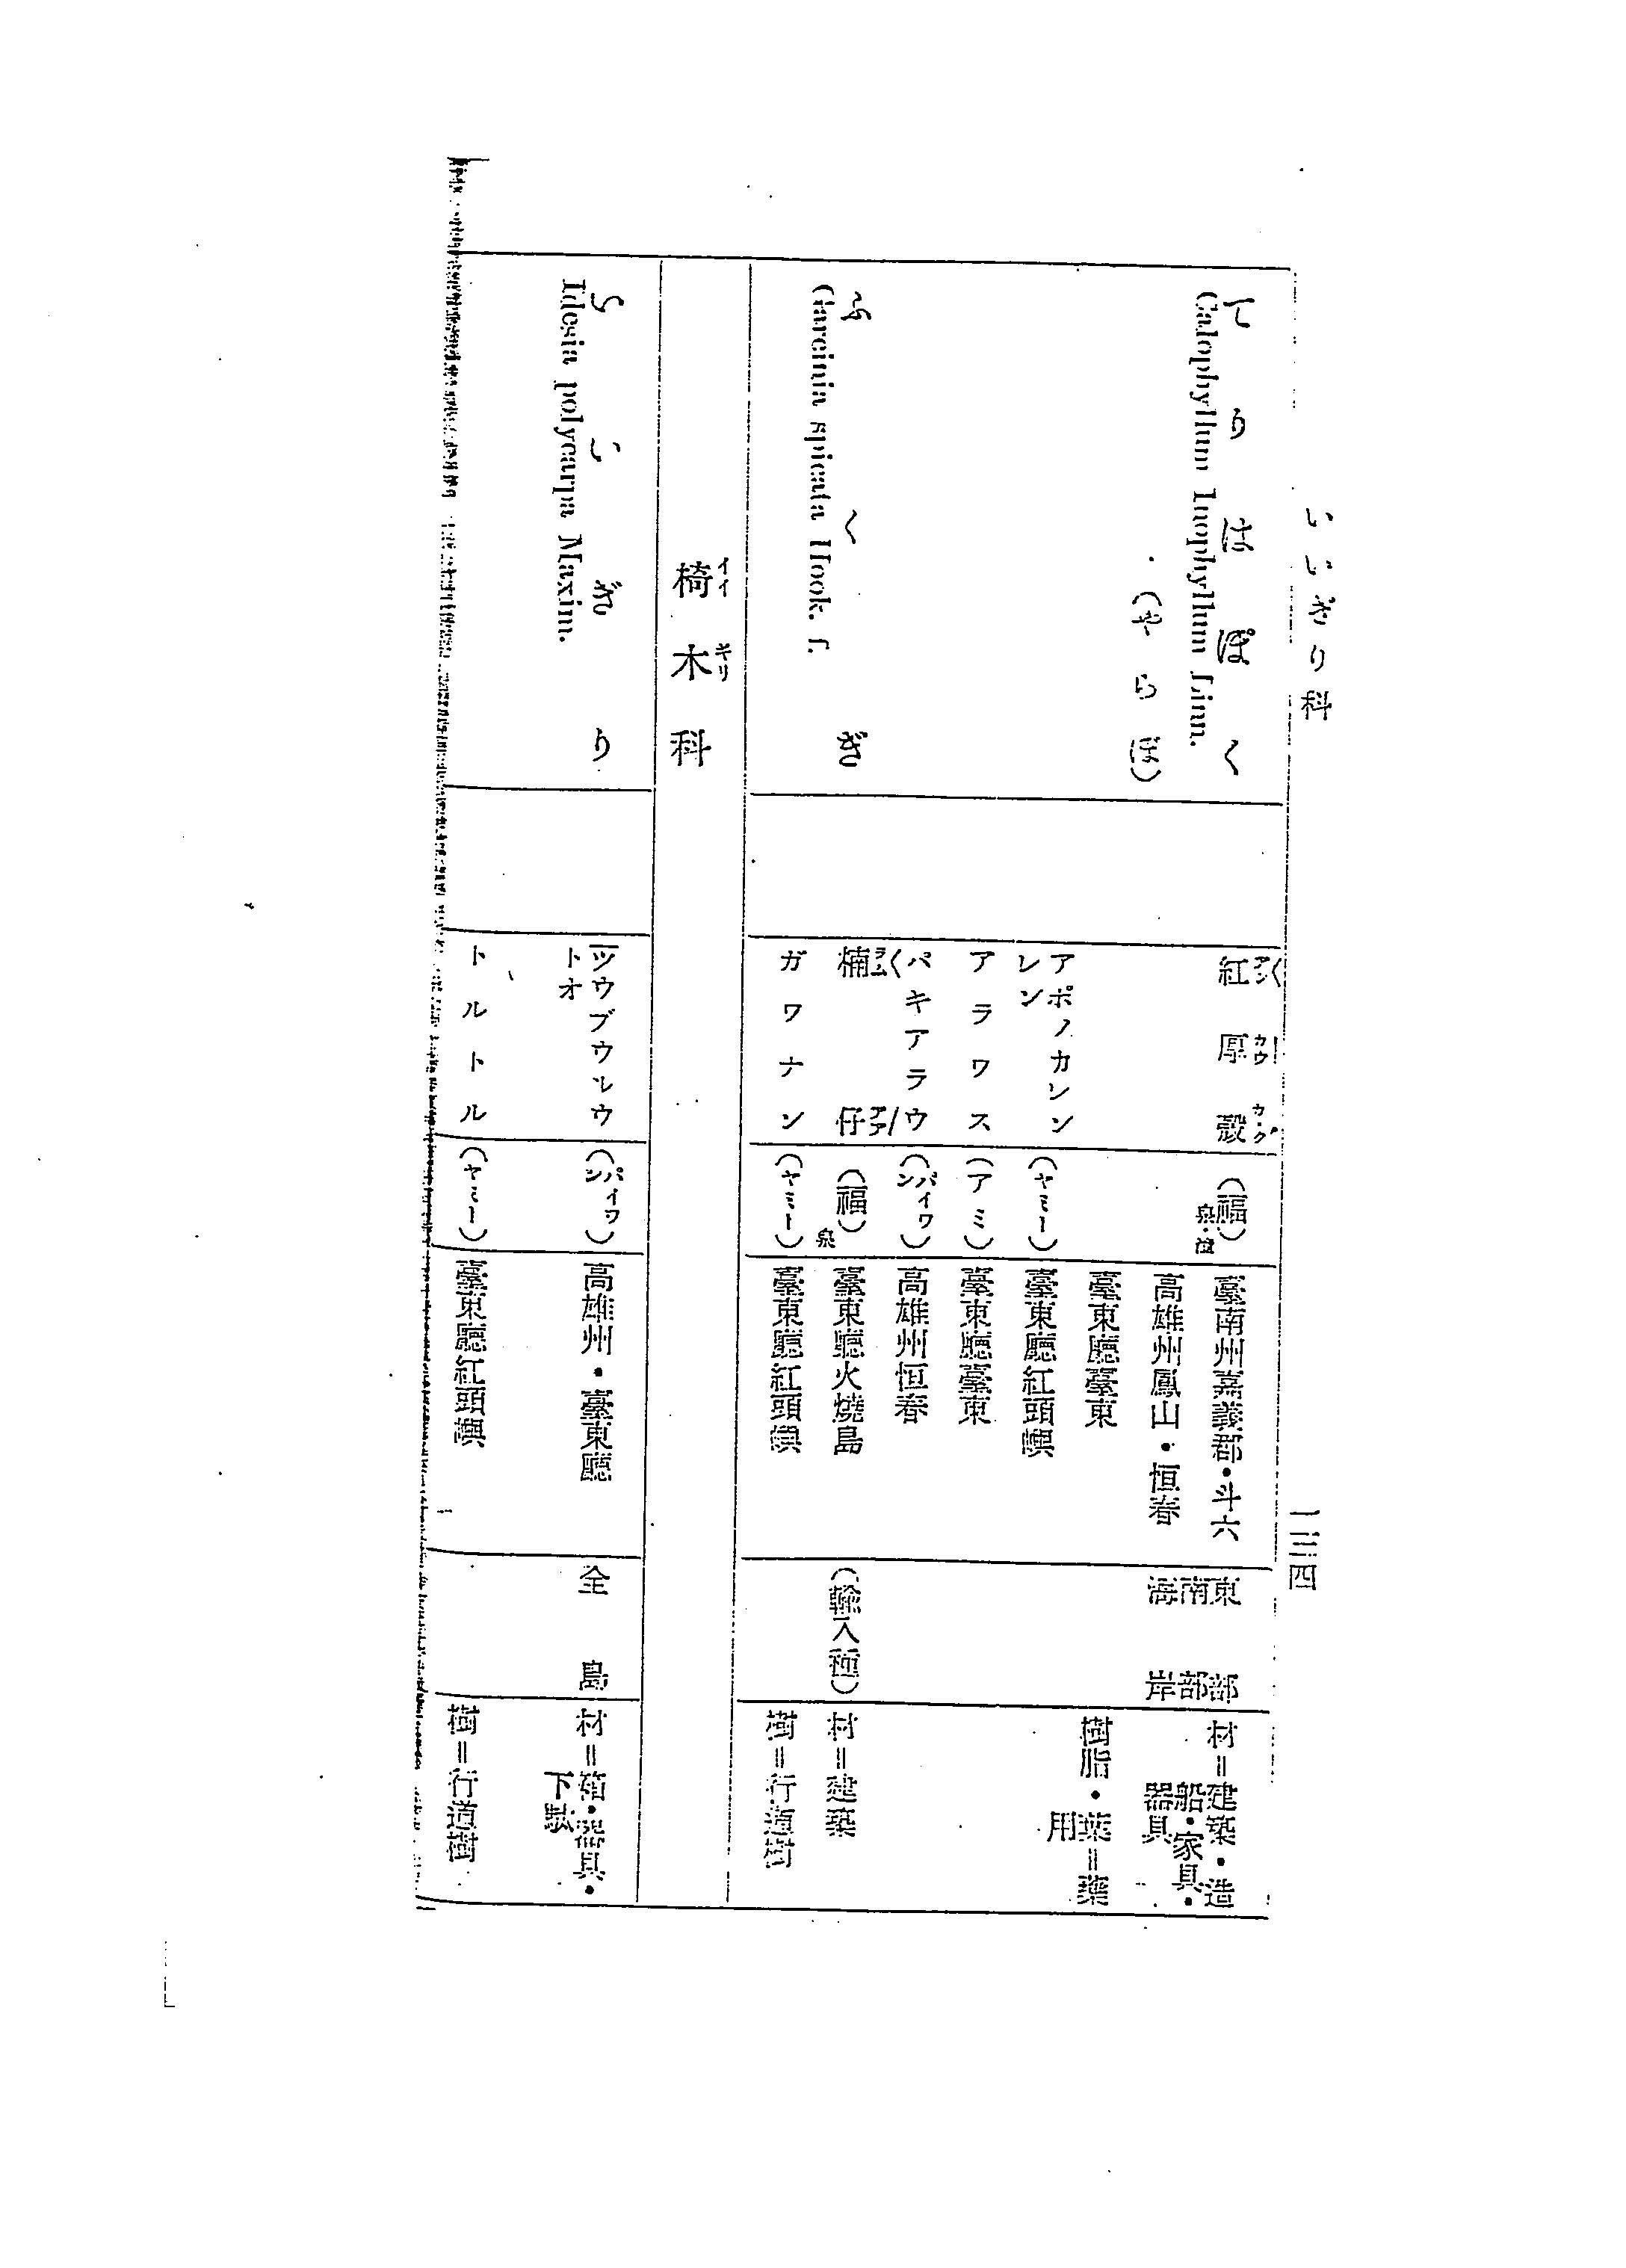 いいぎり科
一三四
てりはぼく
Calophyllum Inophyllum Linn.
(やらぼ)
紅厚殼
カウ
(福)
泉・漳
臺南州嘉義郡・斗六
高雄州鳳山・恒春
臺東廳臺東
東部
南部
海岸
材=建築・造
船・家具・
器具
樹脂・葉=藥
用
アポノカレン
レン
(ヤミー)
臺東廳紅頭嶼
アラワス
(アミ)
臺東廳臺東
パキアラウ
(パイワン)
高雄州恒春
ふくぎ
Garcinia spicata Hook. f.
楠仔
(福)
泉
臺東廳火燒島
(輸入種)
材=建築
ガワナン
(ヤミー)
臺東廳紅頭嶼
樹=行道樹
椅木科
イイキリ
いいぎり
Idesia polycarpa Maxim.
ツウブウルウ
トオ
(パイワン)
高雄州・臺東廳
全島
材=箱・器具・
下駄
トルトル
(ヤミー)
臺東廳紅頭嶼
樹=行道樹